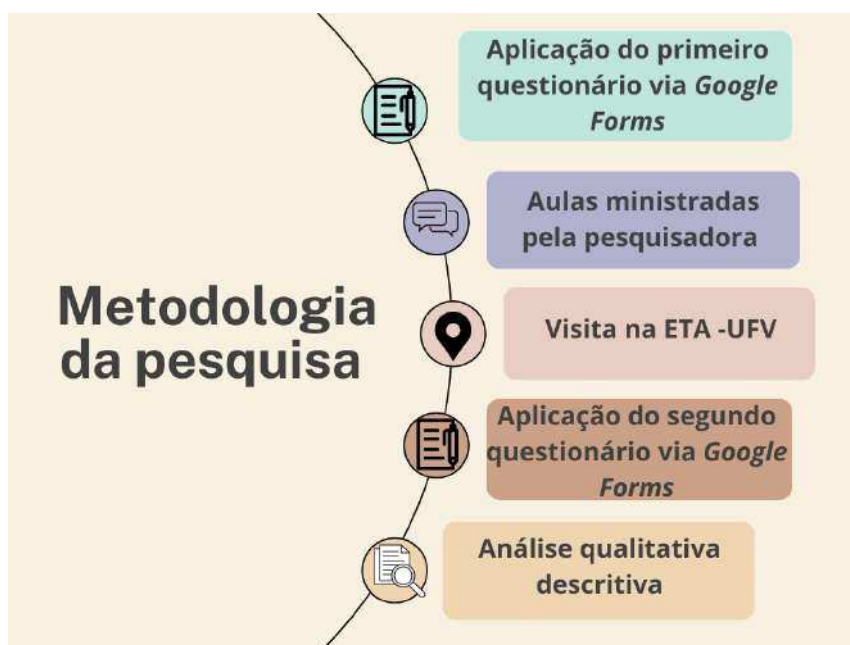 Metodologia
da pesquisa
Aplicação do primeiro
questionário via Google
Forms
Aulas ministradas
pela pesquisadora
Visita na ETA -UFV
Aplicação do segundo
questionário via Google
Forms
Análise qualitativa
descritiva